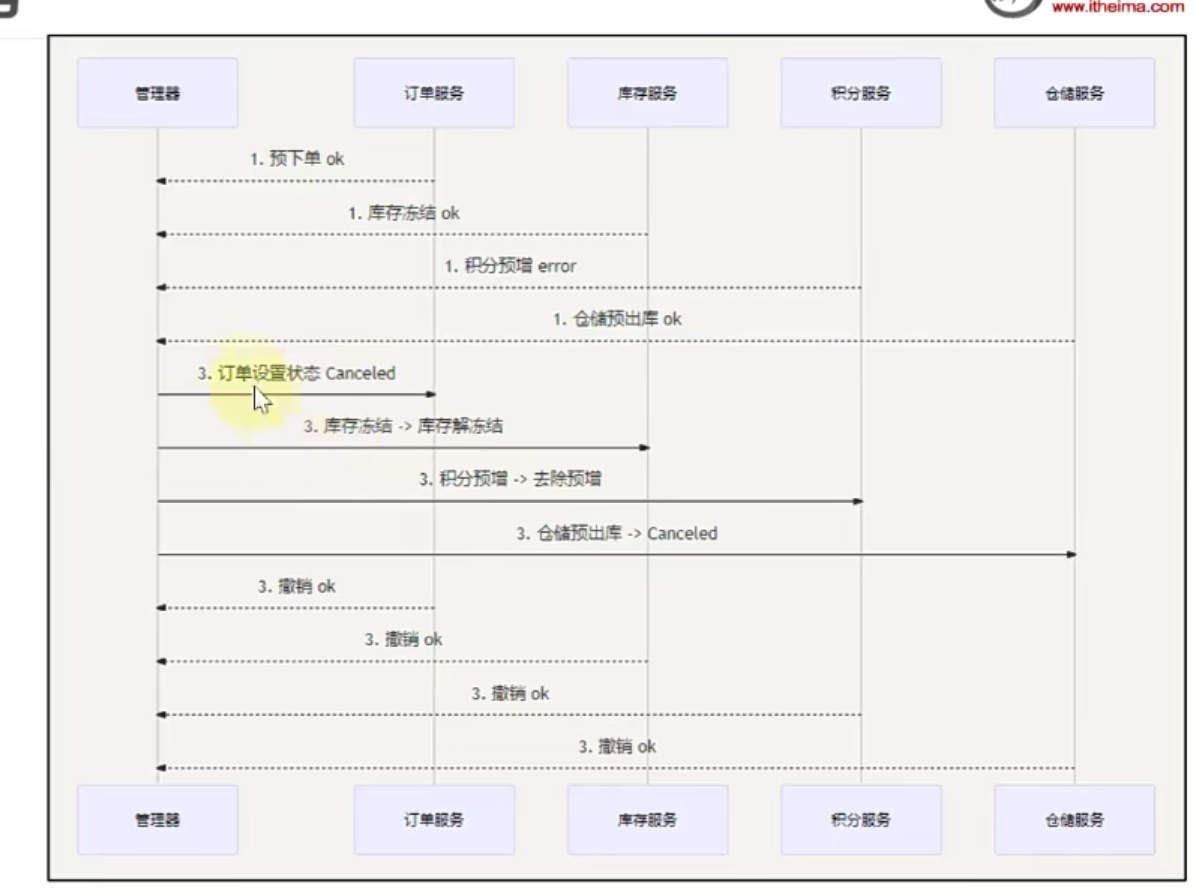 www.itheima.com
管理器 订单服务 库存服务 积分服务 仓储服务
1. 预下单 ok
1. 库存冻结 ok
1. 积分预增 error
1. 仓储预出库 ok
3. 订单设置状态 Canceled
3. 库存冻结 -> 库存解冻结
3. 积分预增 -> 去除预增
3. 仓储预出库 -> Canceled
3. 撤销 ok
3. 撤销 ok
3. 撤销 ok
3. 撤销 ok
管理器 订单服务 库存服务 积分服务 仓储服务